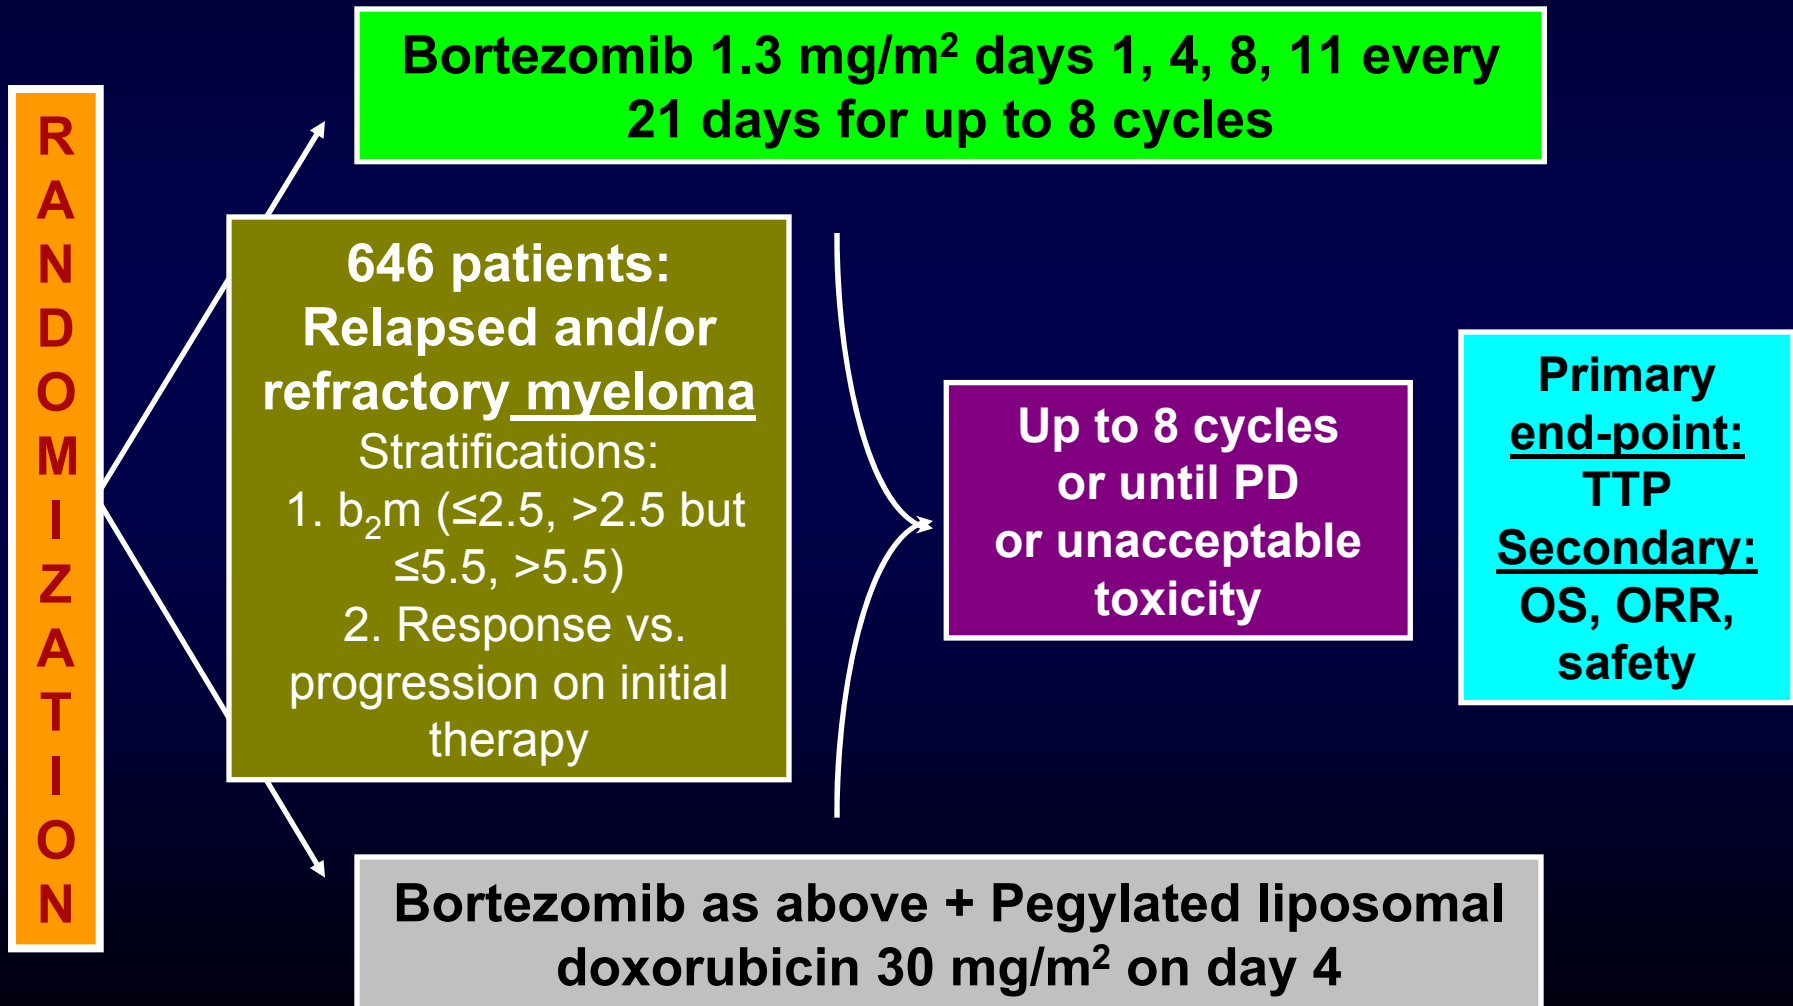 RANDOMIZATION
Bortezomib 1.3 mg/m² days 1, 4, 8, 11 every
21 days for up to 8 cycles
646 patients:
Relapsed and/or
refractory myeloma
Stratifications:
1. b₂m (≤2.5, >2.5 but
≤5.5, >5.5)
2. Response vs.
progression on initial
therapy
Up to 8 cycles
or until PD
or unacceptable
toxicity
Primary
end-point:
TTP
Secondary:
OS, ORR,
safety
Bortezomib as above + Pegylated liposomal
doxorubicin 30 mg/m² on day 4